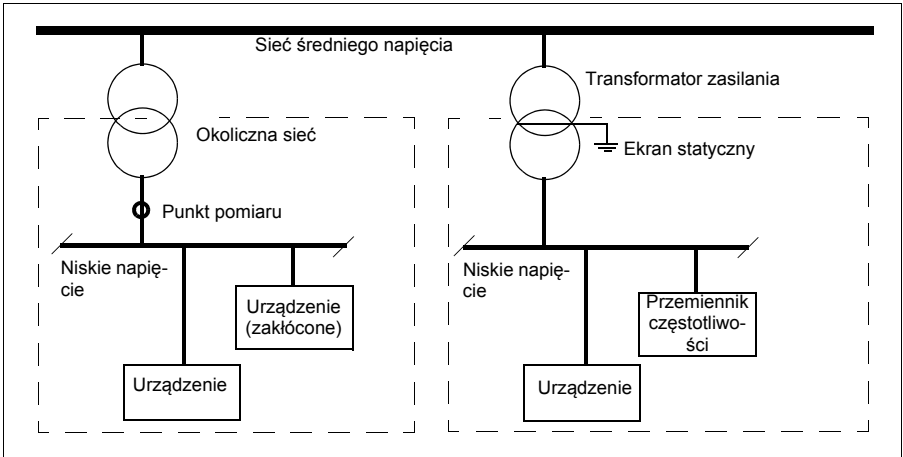 Sieć średniego napięcia
Transformator zasilania
Okoliczna sieć
Ekran statyczny
Punkt pomiaru
Niskie napię-
cie
Urządzenie
(zakłócone)
Urządzenie
Niskie napię-
cie
Przemiennik
częstotliwo-
ści
Urządzenie